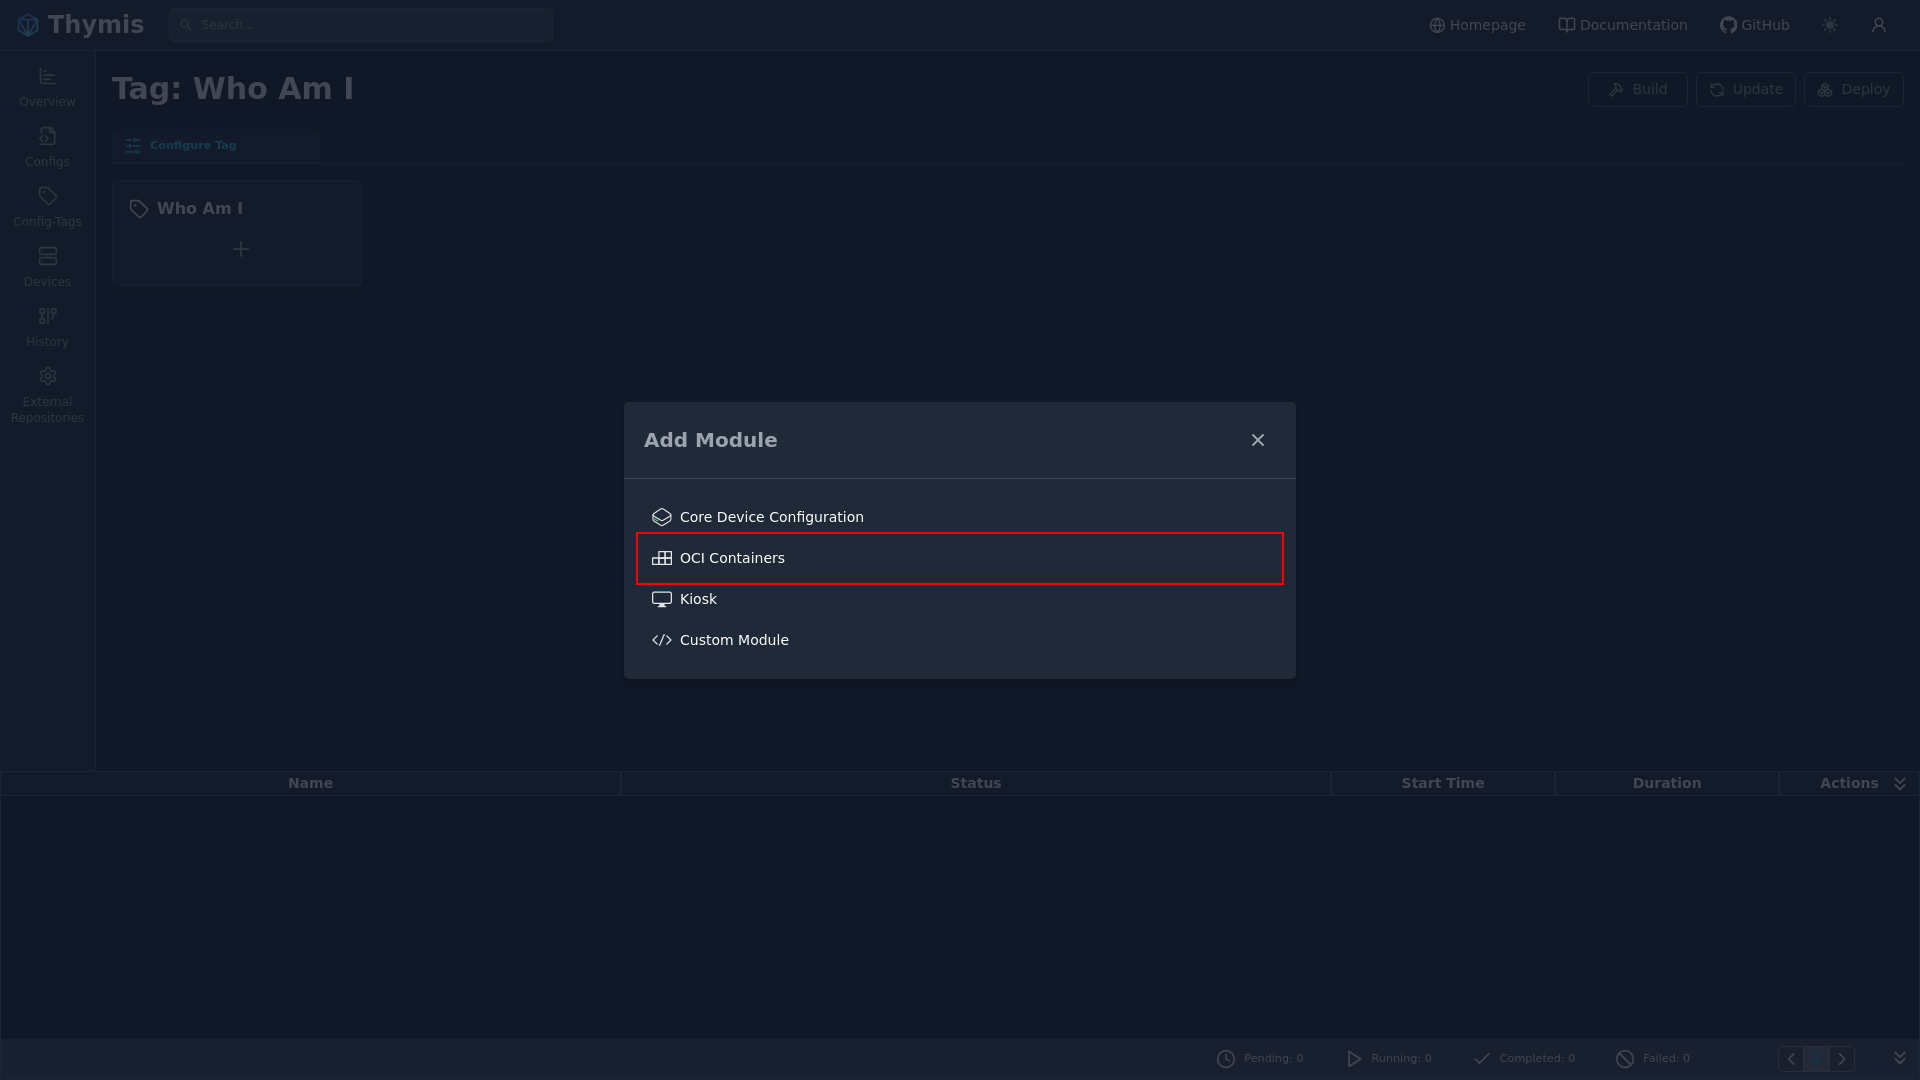 Thymis
Search...
Homepage
Documentation
GitHub
Overview
Configs
Config-Tags
Devices
History
External
Repositories
Tag: Who Am I
Build
Update
Deploy
Configure Tag
Who Am I
Add Module
Core Device Configuration
OCI Containers
Kiosk
Custom Module
Name
Status
Start Time
Duration
Actions
Pending: 0
Running: 0
Completed: 0
Failed: 0